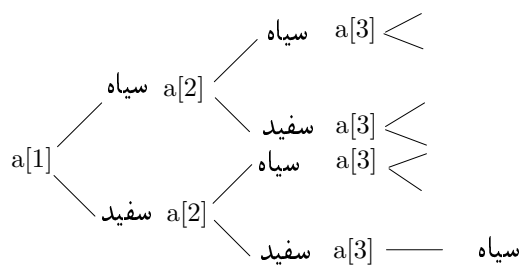 سیاه a[3]
سیاه a[2]
سفید a[3]
a[1]
سیاه a[3]
سفید a[2]
سفید a[3] سیاه